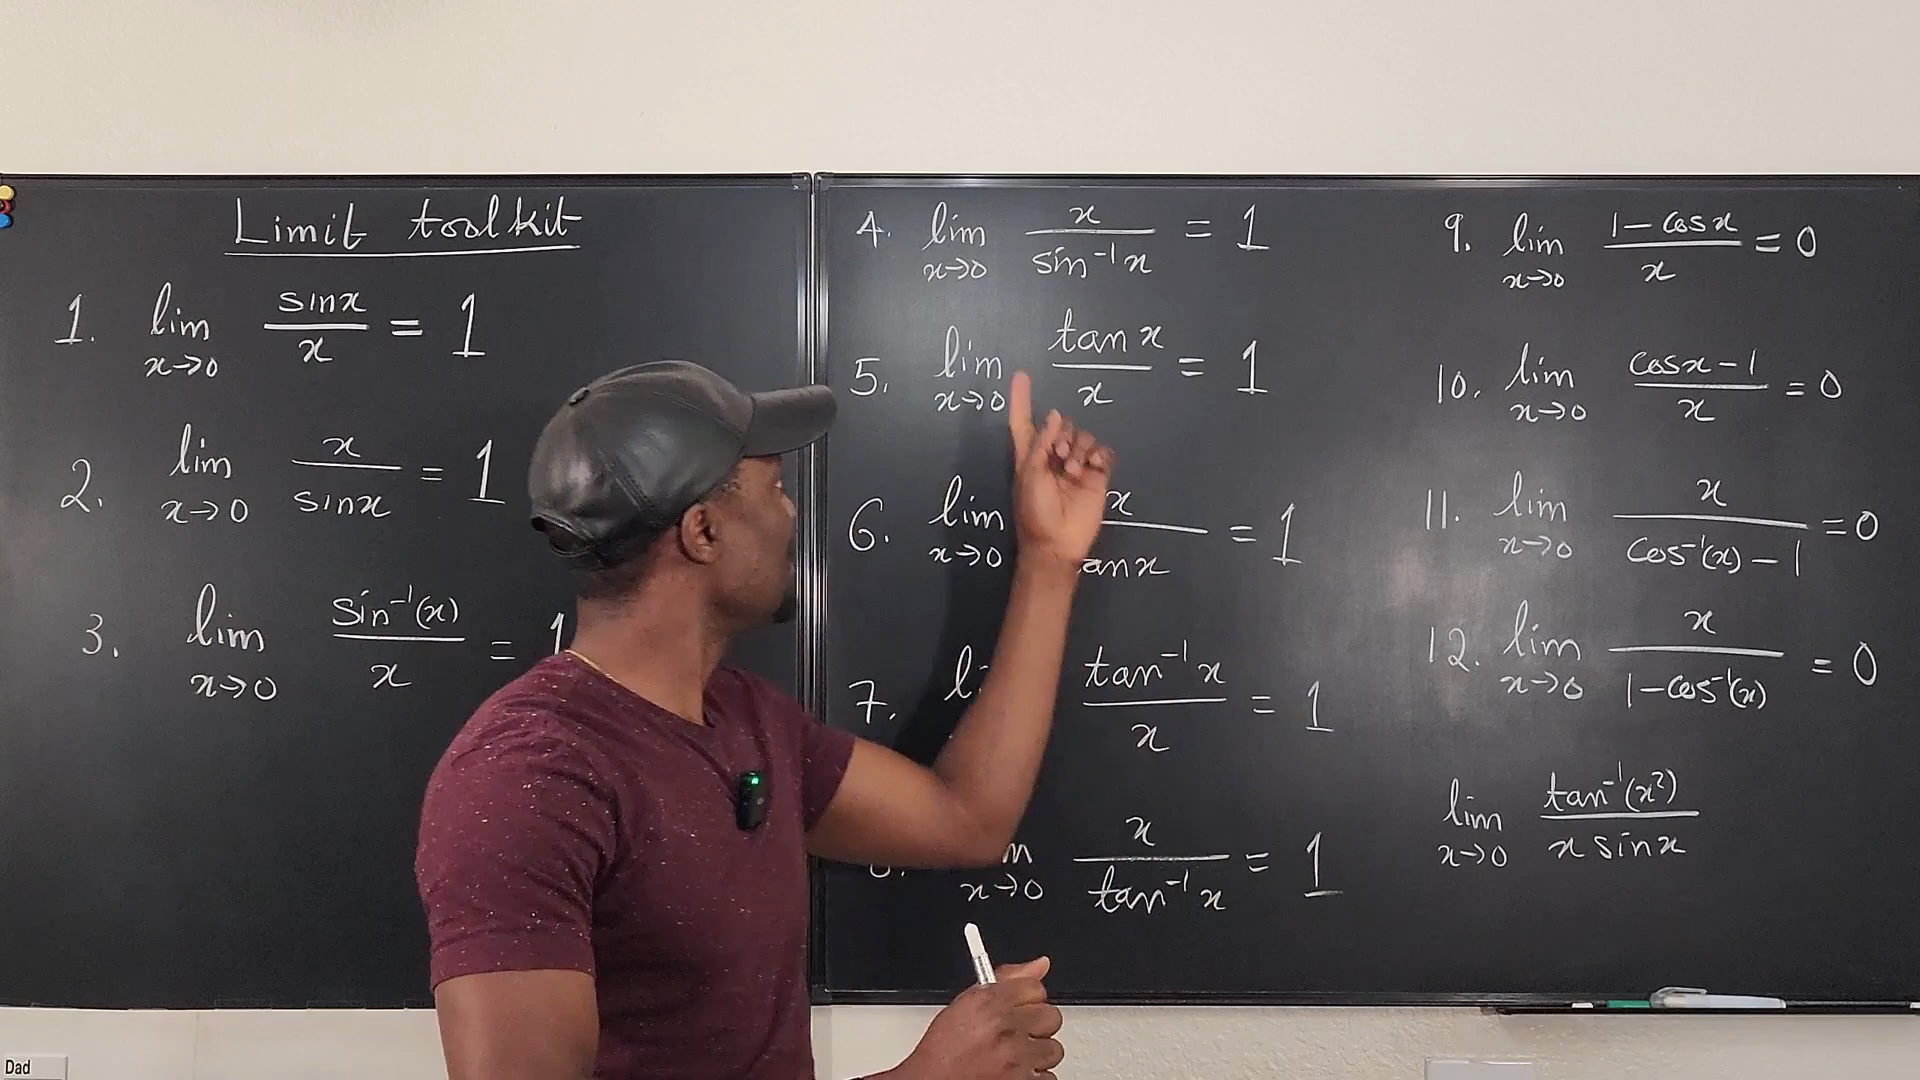 Limit toolkit
1. lim x→0 sinx/x = 1
2. lim x→0 x/sinx = 1
3. lim x→0 sin⁻¹(x)/x = 1
4. lim x→0 x/sin⁻¹x = 1
5. lim x→0 tanx/x = 1
6. lim x→0 x/anx = 1
7. li tan⁻¹x/x = 1
m x→0 x/tan⁻¹x = 1
9. lim x→0 1-cosx/x = 0
10. lim x→0 cosx-1/x = 0
11. lim x→0 x/cos⁻¹(x)-1 = 0
12. lim x→0 x/1-cos⁻¹(x) = 0
lim x→0 tan⁻¹(x²)/x sinx
Dad